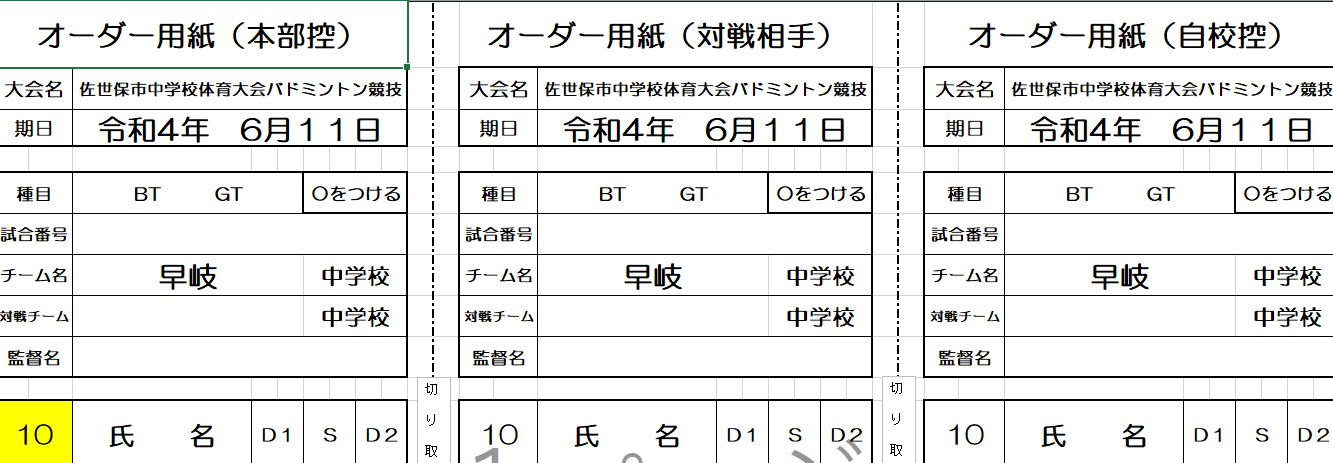 オーダー用紙（本部控）
大会名 佐世保市中学校体育大会バドミントン競技
期日 令和4年　6月１１日
種目 BT GT ○をつける
試合番号
チーム名 早岐 中学校
対戦チーム 中学校
監督名
10 氏　名 D1 S D2
切り取
オーダー用紙（対戦相手）
大会名 佐世保市中学校体育大会バドミントン競技
期日 令和4年　6月１１日
種目 BT GT ○をつける
試合番号
チーム名 早岐 中学校
対戦チーム 中学校
監督名
10 氏　名 D1 S D2
切り取
オーダー用紙（自校控）
大会名 佐世保市中学校体育大会バドミントン競技
期日 令和4年　6月１１日
種目 BT GT ○をつける
試合番号
チーム名 早岐 中学校
対戦チーム 中学校
監督名
10 氏　名 D1 S D2